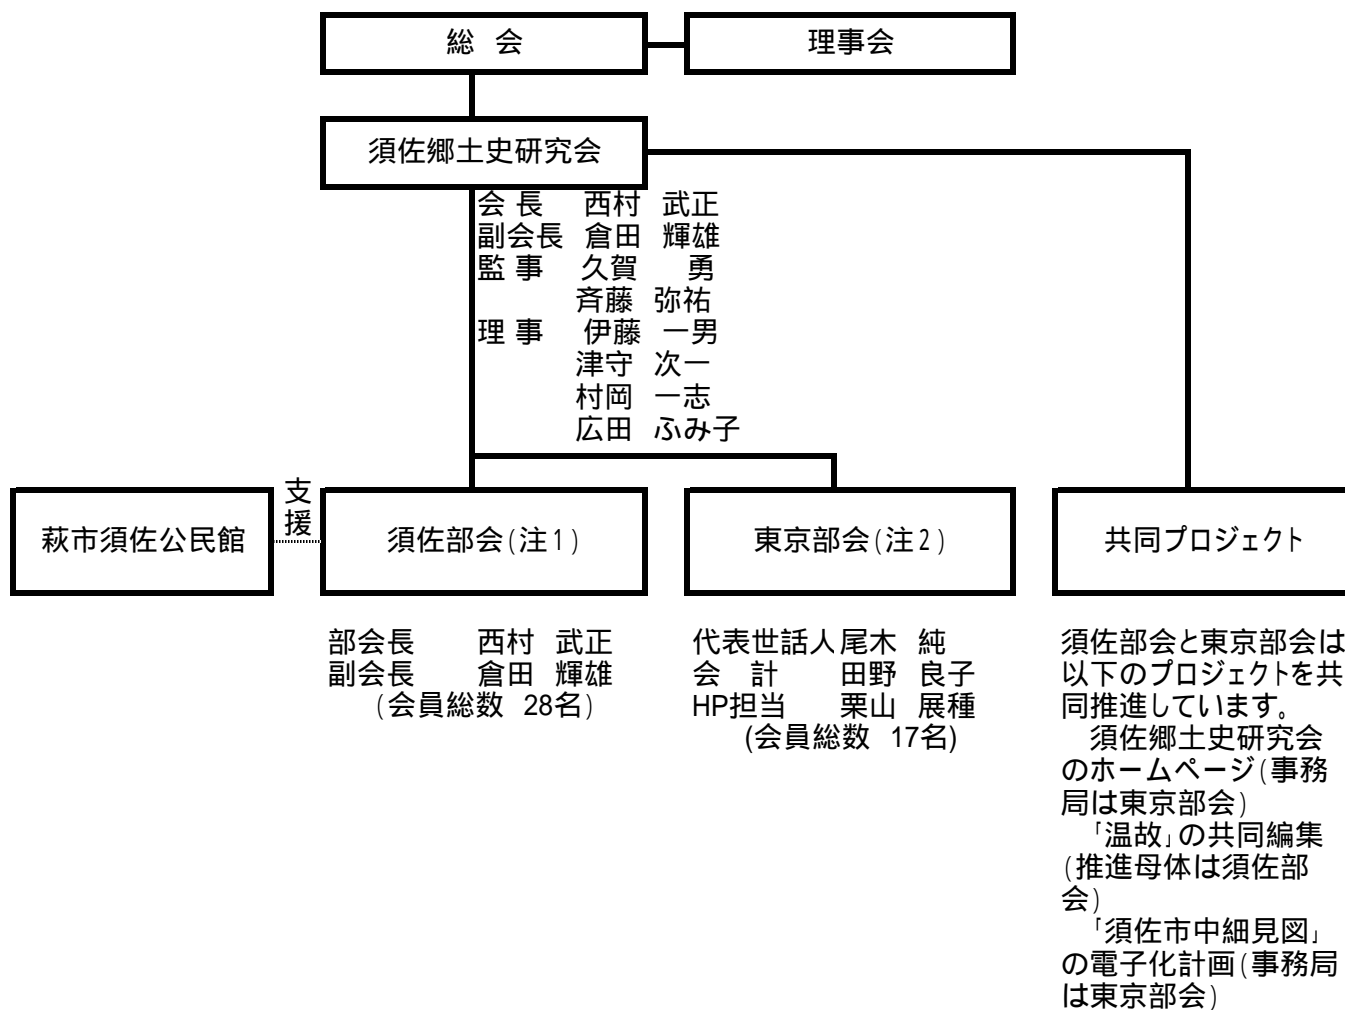 総 会
理事会
須佐郷土史研究会
会 長 西村 武正
副会長 倉田 輝雄
監 事 久賀 勇
斉藤 弥祐
理 事 伊藤 一男
津守 次一
村岡 一志
広田 ふみ子
萩市須佐公民館
支援
須佐部会(注1)
東京部会(注2)
共同プロジェクト
部会長 西村 武正
副会長 倉田 輝雄
(会員総数 28名)
代表世話人 尾木 純
会 計 田野 良子
HP担当 栗山 展種
(会員総数 17名)
須佐部会と東京部会は
以下のプロジェクトを共
同推進しています。
須佐郷土史研究会
のホームページ(事務
局は東京部会)
「温故」の共同編集
(推進母体は須佐部
会)
「須佐市中細見図」
の電子化計画(事務局
は東京部会)